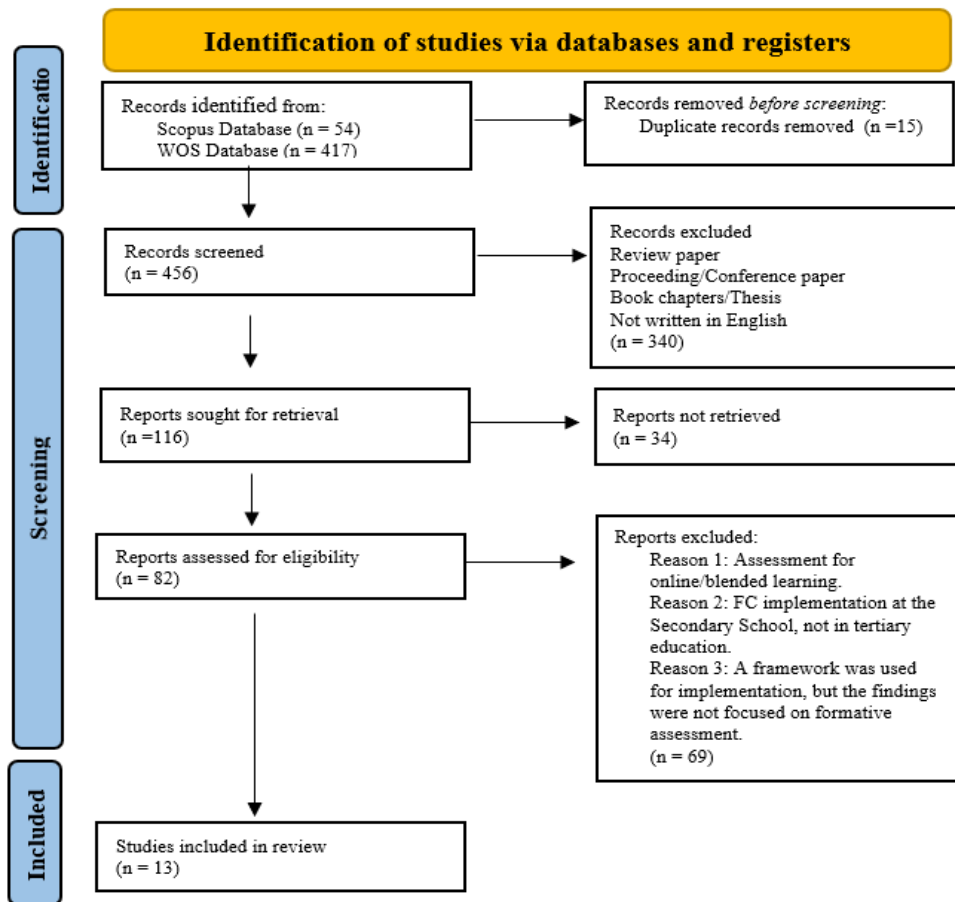 Identification of studies via databases and registers
Identificatio
Records identified from:
Scopus Database (n = 54)
WOS Database (n = 417)
Records removed before screening:
Duplicate records removed (n =15)
Screening
Records screened
(n = 456)
Records excluded
Review paper
Proceeding/Conference paper
Book chapters/Thesis
Not written in English
(n = 340)
Reports sought for retrieval
(n =116)
Reports not retrieved
(n = 34)
Reports assessed for eligibility
(n = 82)
Reports excluded:
Reason 1: Assessment for
online/blended learning.
Reason 2: FC implementation at the
Secondary School, not in tertiary
education.
Reason 3: A framework was used
for implementation, but the findings
were not focused on formative
assessment.
(n = 69)
Included
Studies included in review
(n = 13)